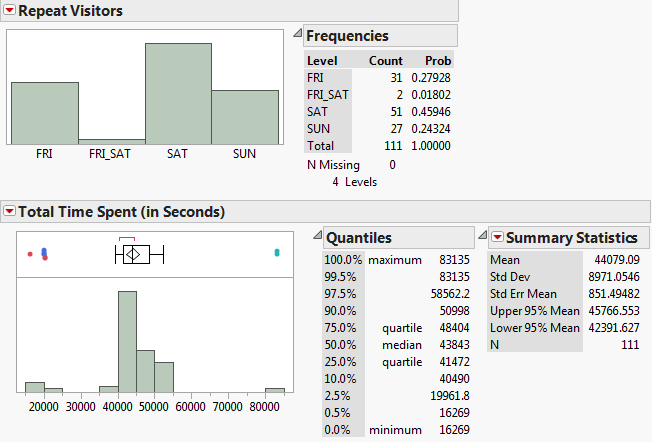 Repeat Visitors
FRI FRI_SAT SAT SUN
Frequencies
Level Count Prob
FRI 31 0.27928
FRI_SAT 2 0.01802
SAT 51 0.45946
SUN 27 0.24324
Total 111 1.00000
N Missing 0
4 Levels
Total Time Spent (in Seconds)
20000 30000 40000 50000 60000 70000 80000
Quantiles
100.0% maximum 83135
99.5% 83135
97.5% 58562.2
90.0% 50998
75.0% quartile 48404
50.0% median 43843
25.0% quartile 41472
10.0% 40490
2.5% 19961.8
0.5% 16269
0.0% minimum 16269
Summary Statistics
Mean 44079.09
Std Dev 8971.0546
Std Err Mean 851.49482
Upper 95% Mean 45766.553
Lower 95% Mean 42391.627
N 111